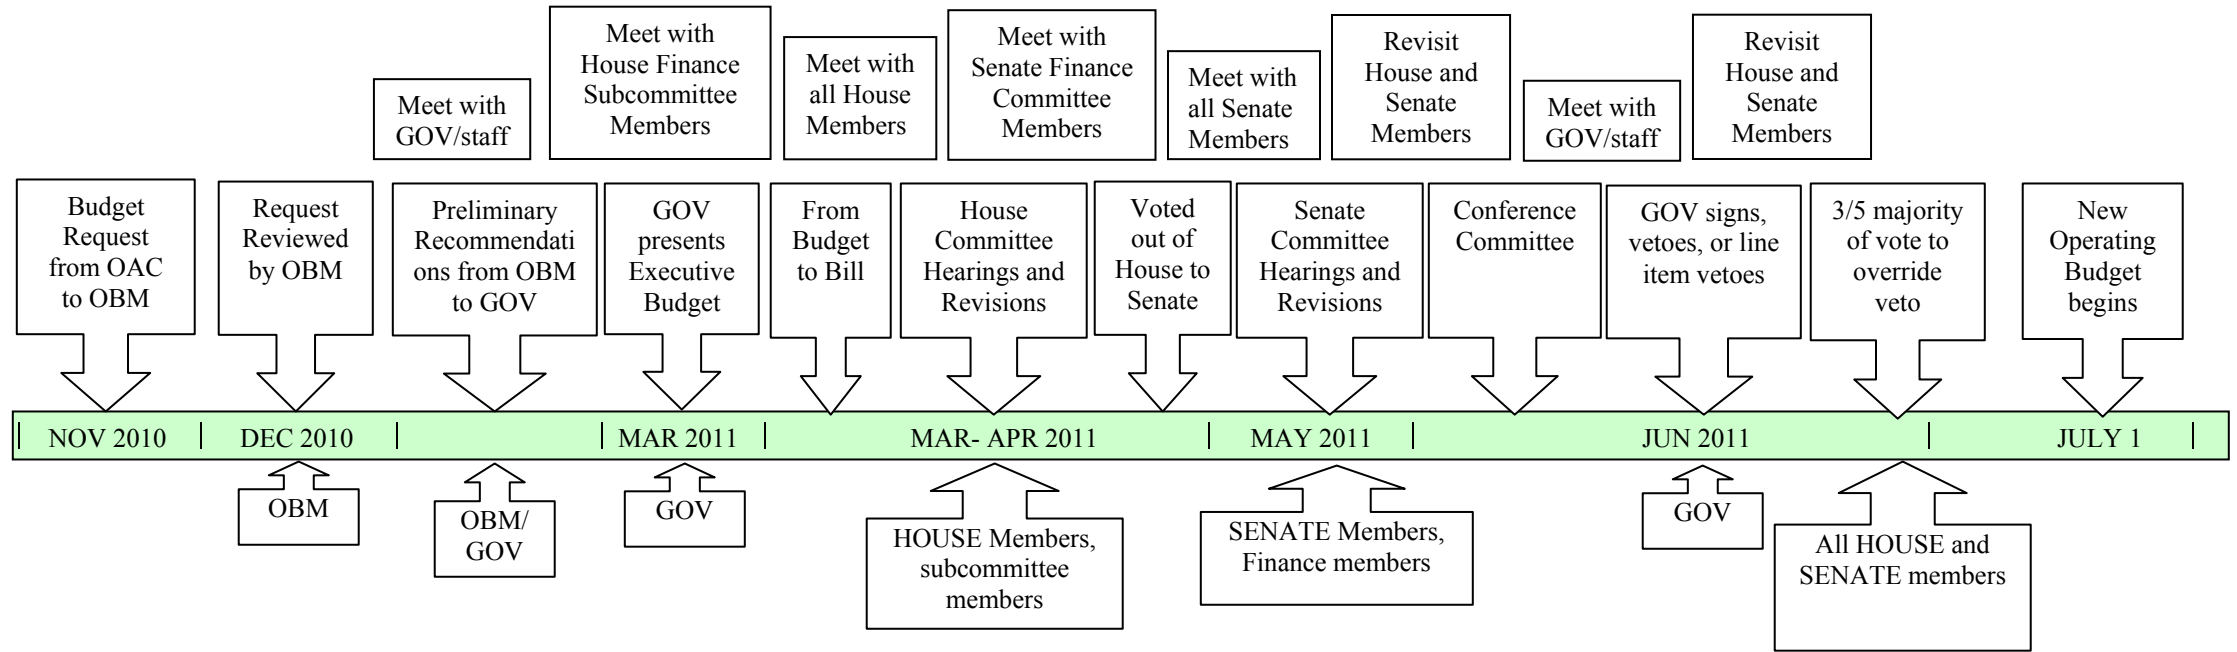 Meet with
GOV/staff
Meet with
House Finance
Subcommittee
Members
Meet with
all House
Members
Meet with
Senate Finance
Committee
Members
Meet with
all Senate
Members
Revisit
House and
Senate
Members
Meet with
GOV/staff
Revisit
House and
Senate
Members
Budget
Request
from OAC
to OBM
Request
Reviewed
by OBM
Preliminary
Recommendati
ons from OBM
to GOV
GOV
presents
Executive
Budget
From
Budget
to Bill
House
Committee
Hearings and
Revisions
Voted
out of
House to
Senate
Senate
Committee
Hearings and
Revisions
Conference
Committee
GOV signs,
vetoes, or line
item vetoes
3/5 majority
of vote to
override
veto
New
Operating
Budget
begins
NOV 2010
DEC 2010
MAR 2011
MAR- APR 2011
MAY 2011
JUN 2011
JULY 1
OBM
OBM/
GOV
GOV
HOUSE Members,
subcommittee
members
SENATE Members,
Finance members
GOV
All HOUSE and
SENATE members